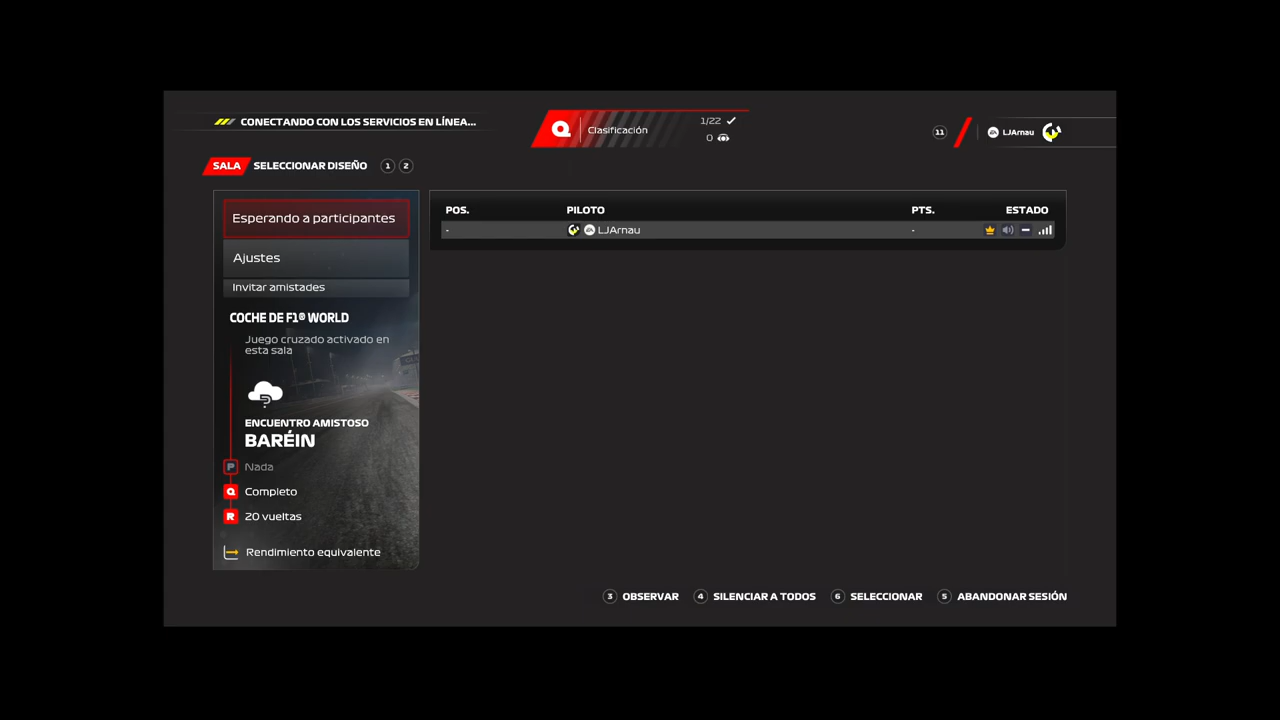 CONECTANDO CON LOS SERVICIOS EN LÍNEA...
Q Clasificación
1/22
0
11
EA LJArnau
SALA SELECCIONAR DISEÑO 1 2
Esperando a participantes
Ajustes
Invitar amistades
COCHE DE F1® WORLD
Juego cruzado activado en
esta sala
ENCUENTRO AMISTOSO
BARÉIN
P Nada
Q Completo
R 20 vueltas
Rendimiento equivalente
POS. PILOTO PTS. ESTADO
- EA LJArnau -
3 OBSERVAR 4 SILENCIAR A TODOS 6 SELECCIONAR 5 ABANDONAR SESIÓN